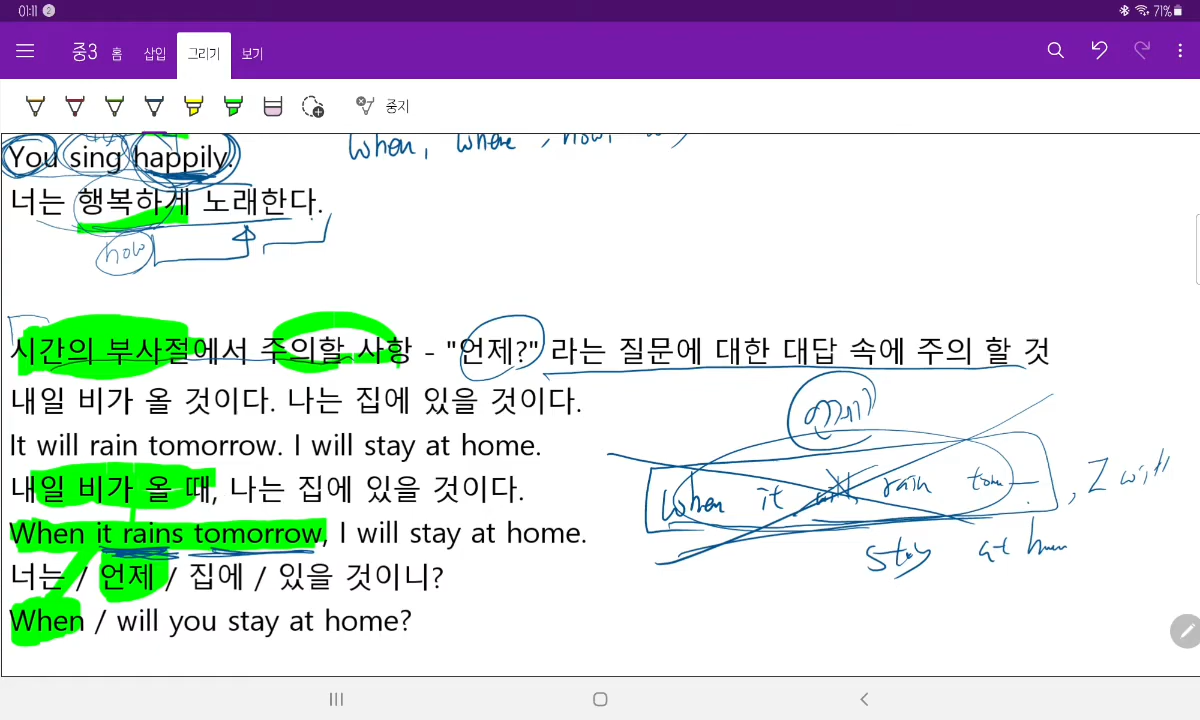 01:11 2 71%
중3 홈 삽입 그리기 보기
중지
when, where, how,
You sing happily.
너는 행복하게 노래한다.
how
시간의 부사절에서 주의할 사항 - "언제?" 라는 질문에 대한 대답 속에 주의 할 것
내일 비가 올 것이다. 나는 집에 있을 것이다.
It will rain tomorrow. I will stay at home.
내일 비가 올 때, 나는 집에 있을 것이다.
When it will rain tom , I will
When it rains tomorrow, I will stay at home.
stay at home
너는 / 언제 / 집에 / 있을 것이니?
When / will you stay at home?